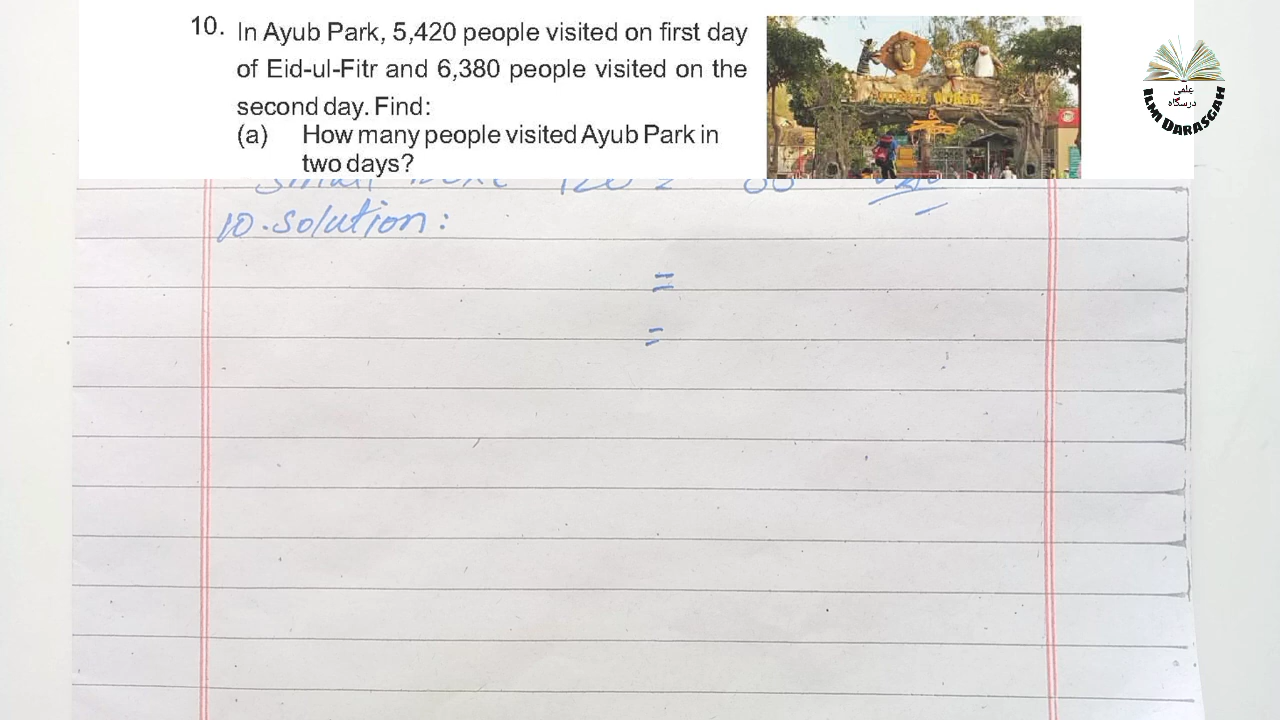 10. In Ayub Park, 5,420 people visited on first day
of Eid-ul-Fitr and 6,380 people visited on the
second day. Find:
(a) How many people visited Ayub Park in
two days?
JUNGLE WORLD
علمی
درسگاہ
ILMI DARASGAH
10. Solution:
=
=